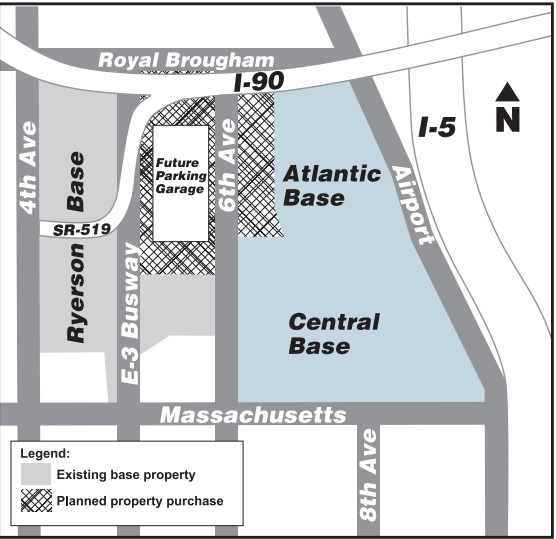 Royal Brougham
I-90
I-5
N
4th Ave
Ryerson Base
SR-519
E-3 Busway
Future
Parking
Garage
6th Ave
Atlantic
Base
Airport
Central
Base
Massachusetts
8th Ave
Legend:
Existing base property
Planned property purchase